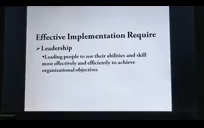 Effective Implementation Require
➢Leadership
•Leading people to use their abilities and skill
most effectively and efficiently to achieve
organizational objectives